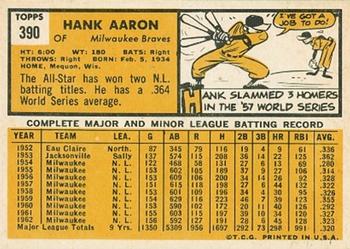 TOPPS
390
HANK AARON
OF Milwaukee Braves
HT: 6:00 WT: 180 BATS: Right
THROWS: Right BORN: Feb. 5, 1934
HOME: Mequon, Wis.
The All-Star has won two N.L.
batting titles. He has a .364
World Series average.
I'VE GOT A
JOB TO DO!
HANK SLAMMED 3 HOMERS
IN THE '57 WORLD SERIES
COMPLETE MAJOR AND MINOR LEAGUE BATTING RECORD
YEAR TEAM LEA. G AB R H 2B 3B HR RBI AVG.
1952 Eau Claire North. 87 345 79 116 19 4 9 61 .336
1953 Jacksonville Sally 137 574 115 208 36 14 22 125 .362
1954 Milwaukee N.L. 122 468 58 131 27 6 13 69 .280
1955 Milwaukee N.L. 153 602 105 189 37 9 27 106 .314
1956 Milwaukee N.L. 153 609 106 200 34 14 26 92 .328
1957 Milwaukee N.L. 151 615 118 198 27 6 44 132 .322
1958 Milwaukee N.L. 153 601 109 196 34 4 30 95 .326
1959 Milwaukee N.L. 154 629 116 223 46 7 39 123 .355
1960 Milwaukee N.L. 153 590 102 172 20 11 40 126 .292
1961 Milwaukee N.L. 155 603 115 197 39 10 34 120 .327
1962 Milwaukee N.L. 156 592 127 191 28 6 45 128 .323
Major League Totals 9 Yrs. 1350 5309 956 1697 292 73 298 991 .320
©T.C.G. PRINTED IN U.S.A.